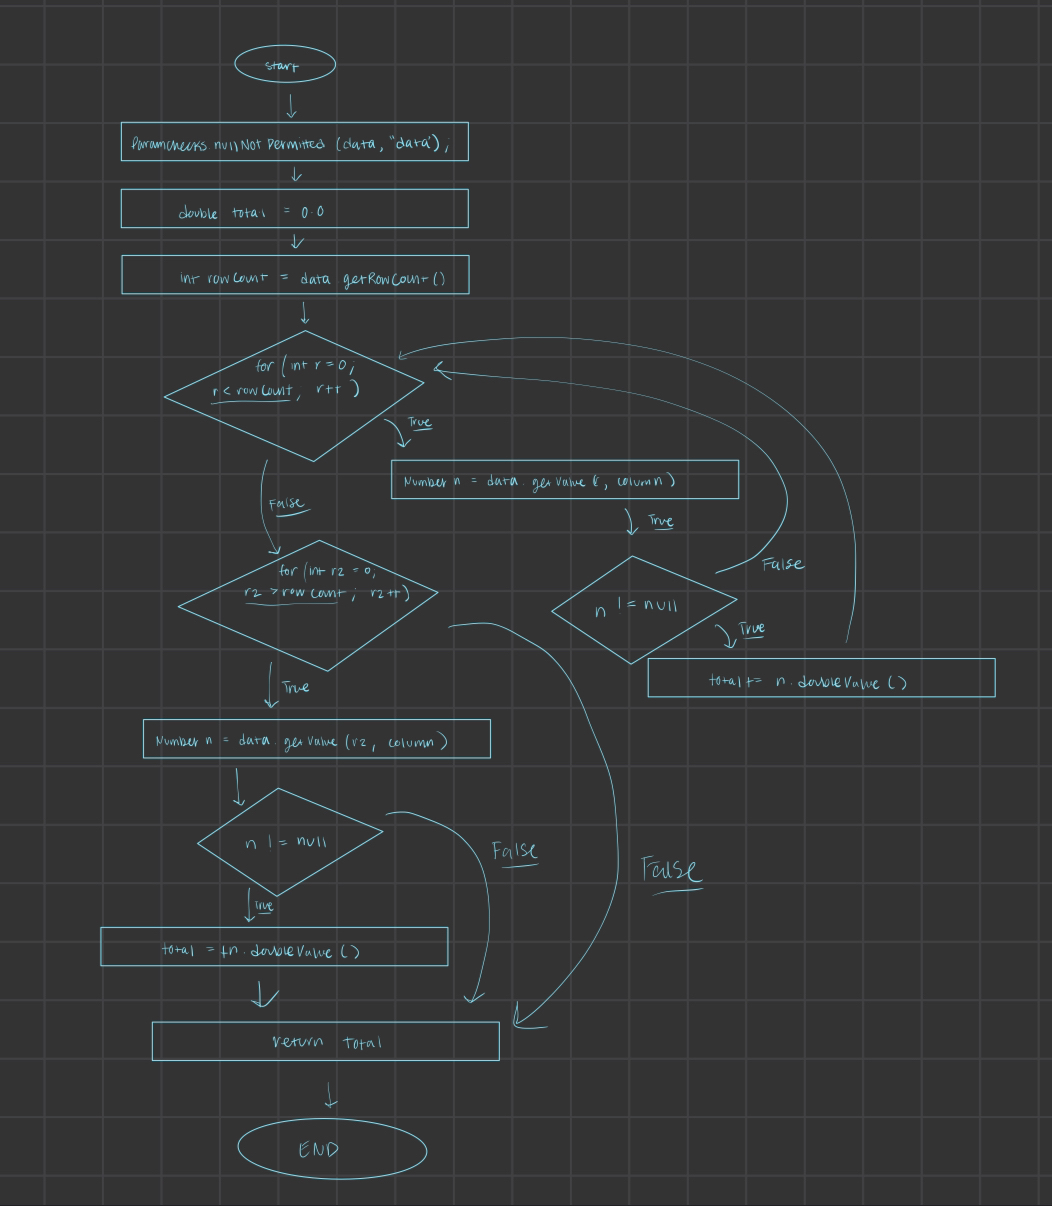 start
Paramchecks nullNot Permitted (data, "data");
double total = 0.0
int rowCount = data getRowCount()
for (int r = 0;
r < rowCount, r++)
True
Number n = data.getValue (r, column)
False
True
for (int r2 = 0;
r2 > rowcount ; r2++)
n != null
False
True
total += n.doubleValue ()
True
Number n = data.getValue (r2, column)
n != null
False
False
True
total = +n.doubleValue ()
return total
END